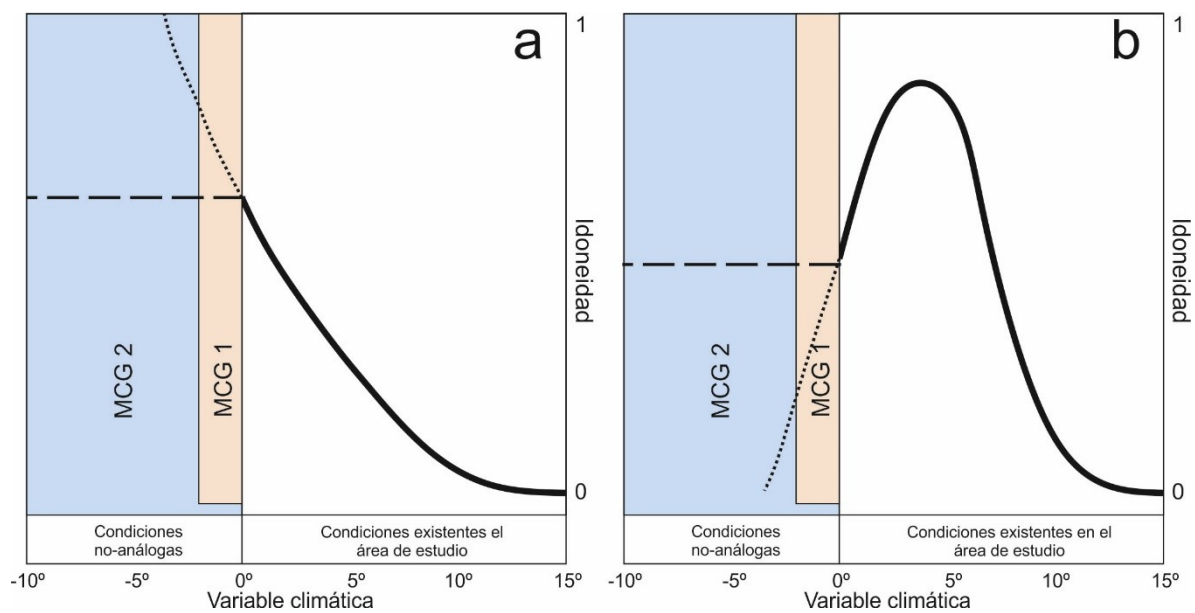 a
1
Idoneidad
0
MCG 2
MCG 1
Condiciones
no-análogas
Condiciones existentes el
área de estudio
-10º
-5º
0º
5º
10º
15º
Variable climática
b
1
Idoneidad
0
MCG 2
MCG 1
Condiciones
no-análogas
Condiciones existentes en el
área de estudio
-10º
-5º
0º
5º
10º
15º
Variable climática